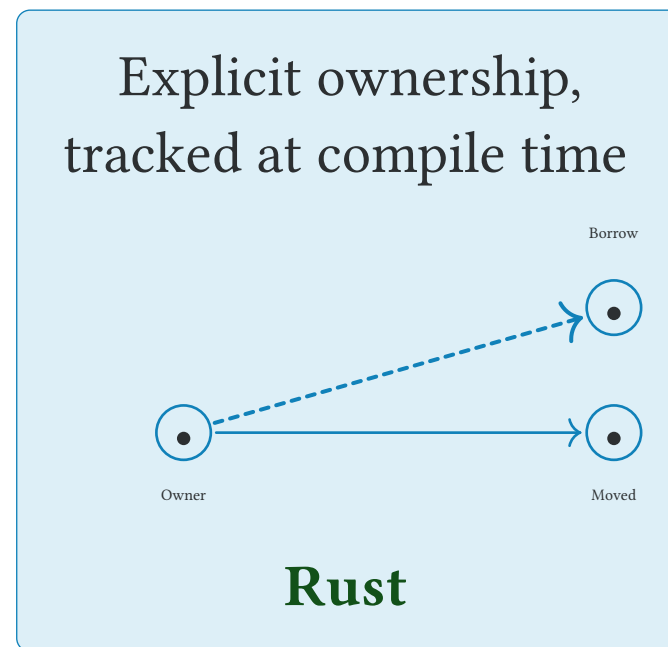 Explicit ownership,
tracked at compile time
Borrow
Owner
Moved
Rust